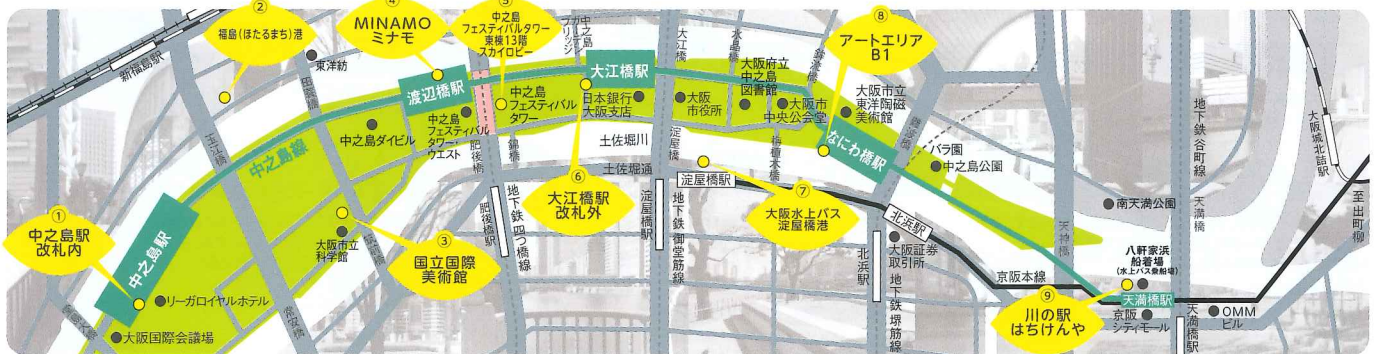 ②
福島(ほたるまち)港
④
MINAMO
ミナモ
⑤
中之島
フェスティバルタワー
東棟13階
スカイロビー
⑧
アートエリア
B1
新福島駅
東洋紡
田蓑橋
玉江橋
渡辺橋駅
大江橋駅
大江橋
水晶橋
鉾流橋
中之島
フェスティバル
タワー
中之島
フェスティバル
タワー・
ウエスト
中之島ダイビル
日本銀行
大阪支店
大阪
市役所
大阪府立
中之島
図書館
大阪市
中央公会堂
大阪市立
東洋陶磁
美術館
地下鉄谷町線
大阪城北詰駅
中之島線
肥後橋
錦橋
土佐堀川
土佐堀通
淀屋橋
栴檀木橋
なにわ橋駅
難波橋
バラ園
中之島公園
南天満公園
天満橋
至出町柳
①
中之島駅
改札内
中之島駅
③
国立国際
美術館
大阪市立
科学館
肥後橋駅
地下鉄 四つ橋線
⑥
大江橋駅
改札外
淀屋橋駅
淀屋橋駅
地下鉄 御堂筋線
⑦
大阪水上バス
淀屋橋港
北浜駅
北浜駅
大阪証券
取引所
地下鉄 堺筋線
京阪本線
天神橋
八軒家浜
船着場
(水上バス乗船場)
⑨
川の駅
はちけんや
天満橋駅
京阪
シティモール
天満橋駅
OMM
ビル
リーガロイヤルホテル
大阪国際会議場
常安橋